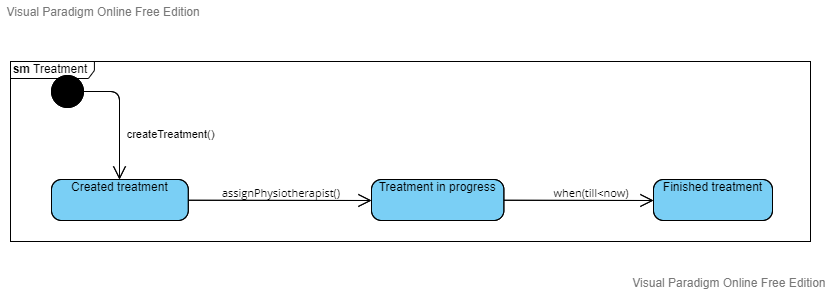 Visual Paradigm Online Free Edition
sm Treatment
createTreatment()
Created treatment
assignPhysiotherapist()
Treatment in progress
when(till<now)
Finished treatment
Visual Paradigm Online Free Edition